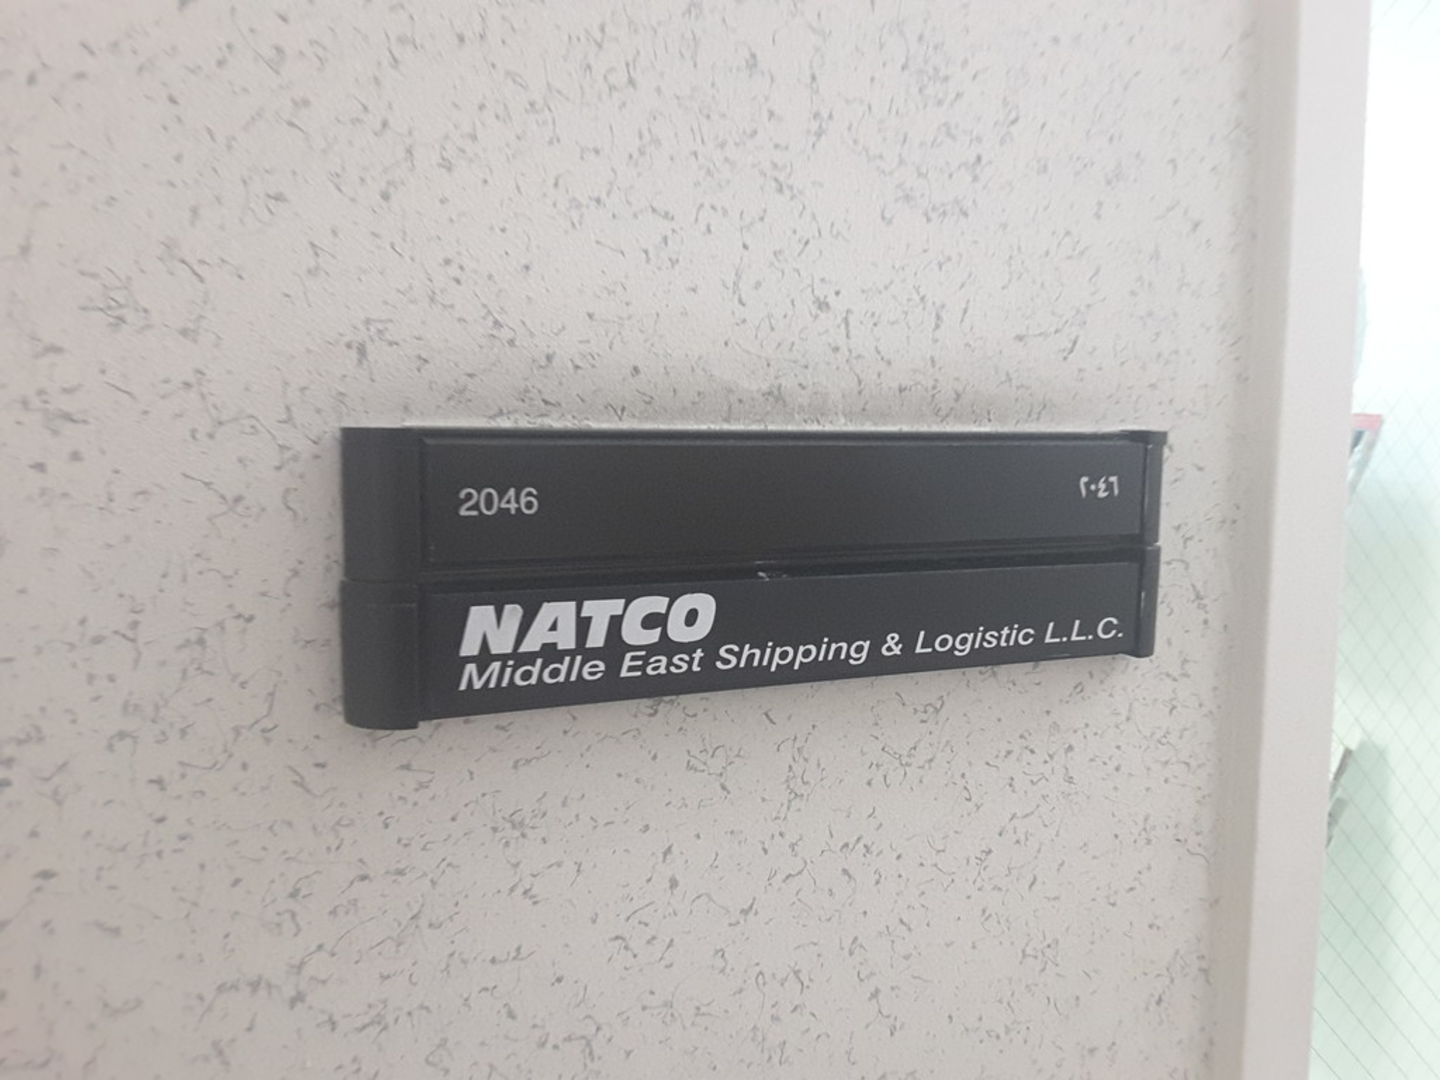 2046 ٢٠٤٦
NATCO
Middle East Shipping & Logistic L.L.C.